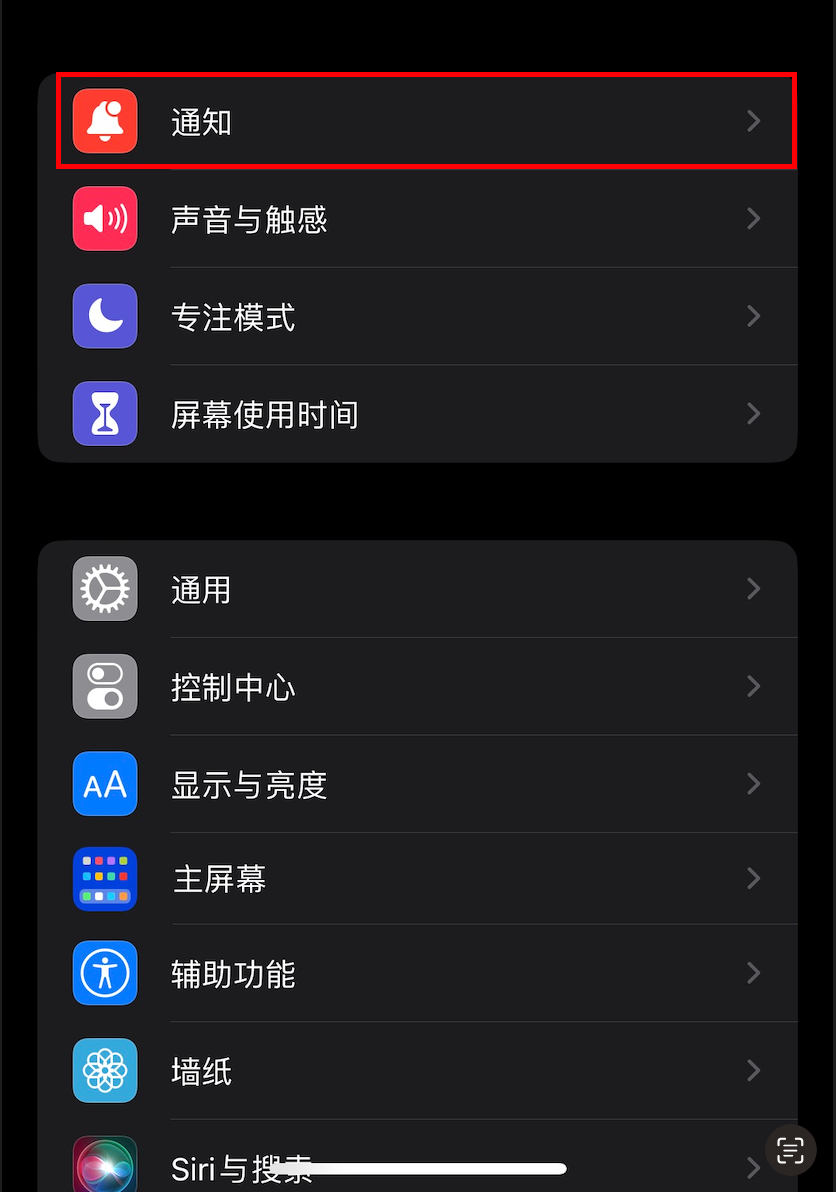 通知
声音与触感
专注模式
屏幕使用时间
通用
控制中心
AA 显示与亮度
主屏幕
辅助功能
墙纸
Siri与搜索